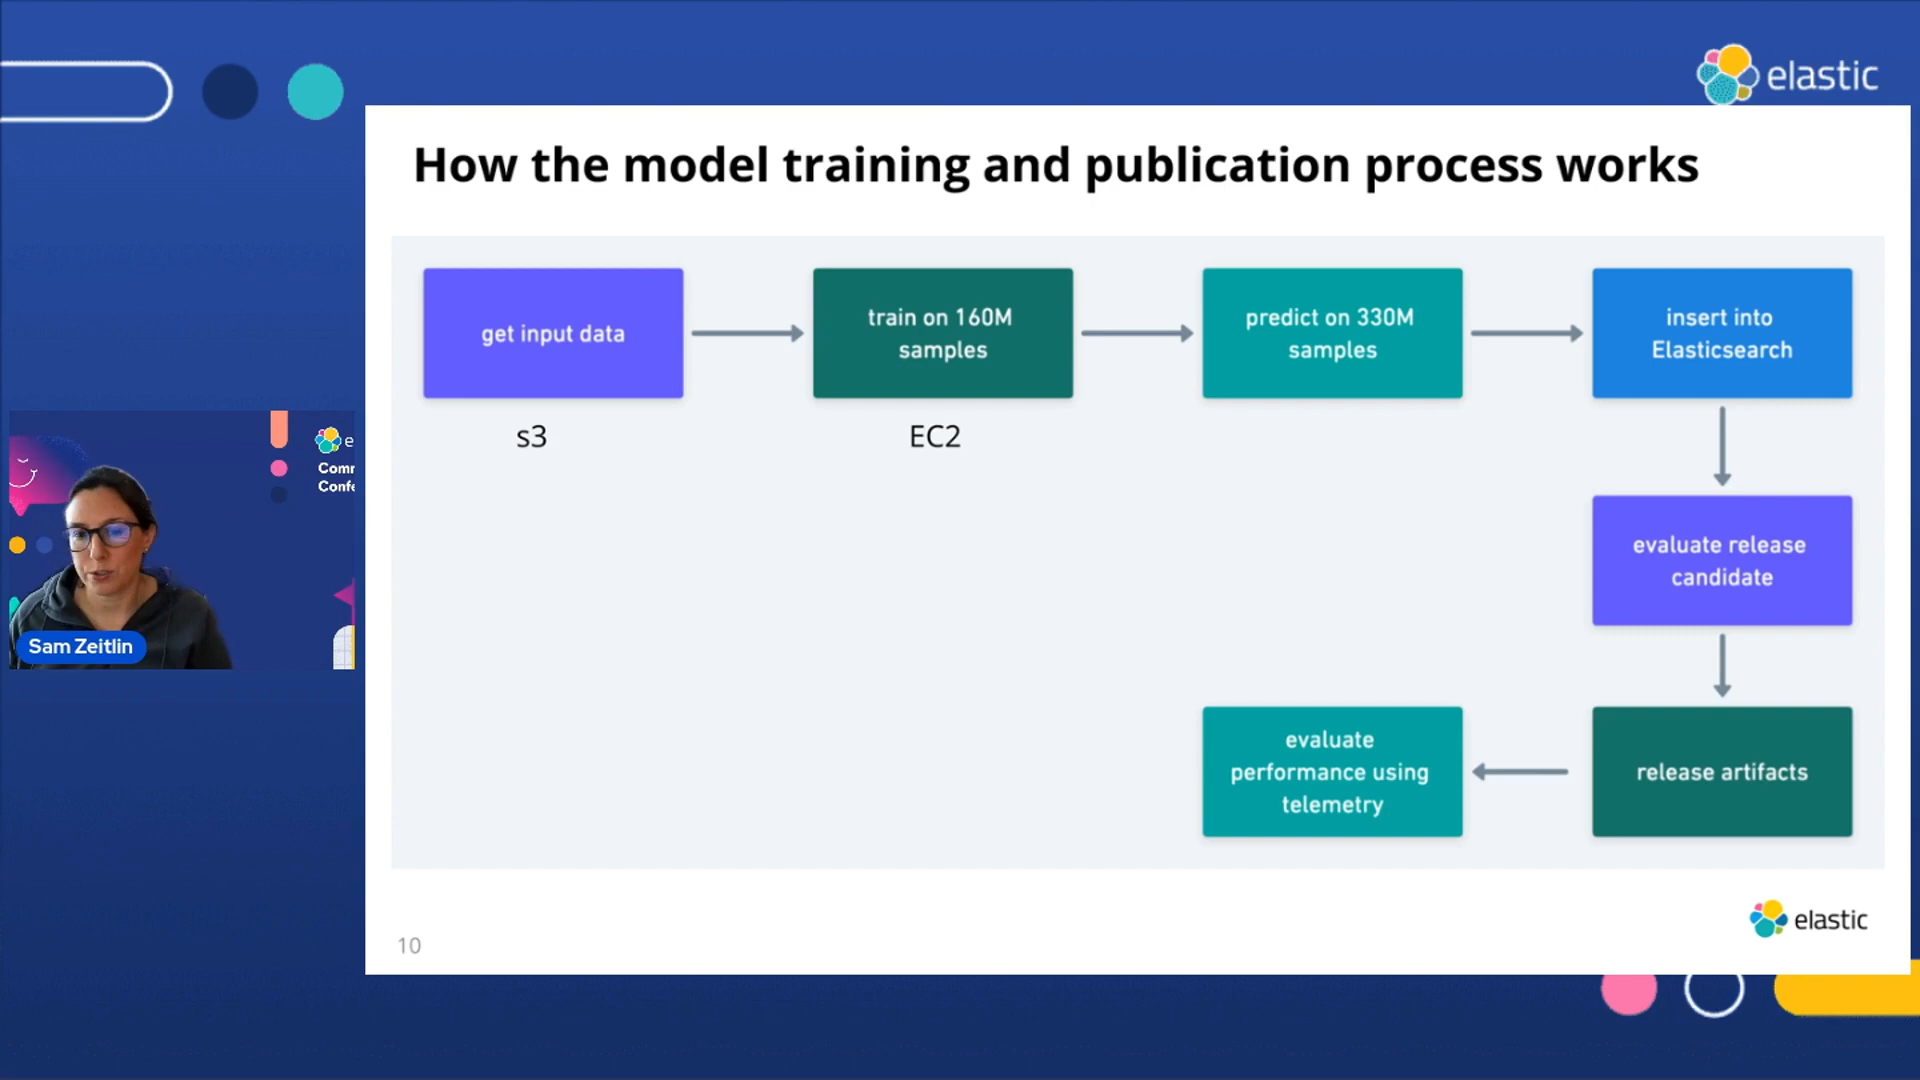 elastic
How the model training and publication process works
get input data
train on 160M
samples
predict on 330M
samples
insert into
Elasticsearch
s3
EC2
evaluate release
candidate
release artifacts
evaluate
performance using
telemetry
10
elastic
e
Comm
Confe
Sam Zeitlin